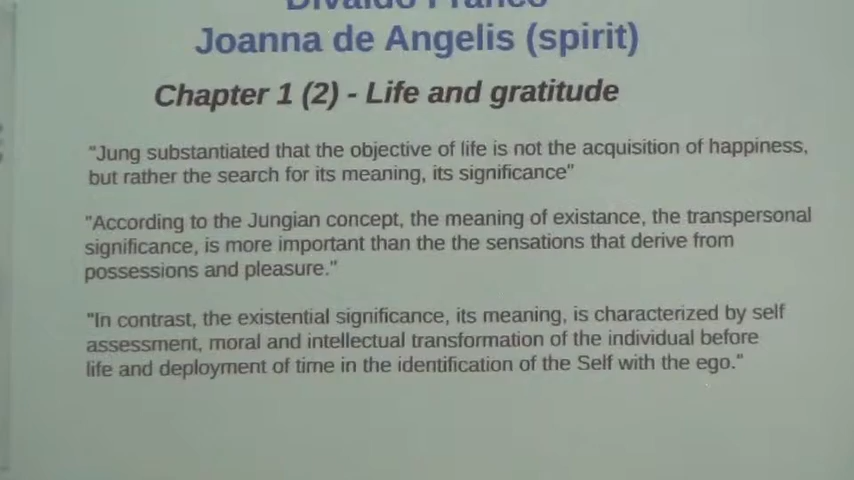 Divaldo Franco
Joanna de Angelis (spirit)
Chapter 1 (2) - Life and gratitude
"Jung substantiated that the objective of life is not the acquisition of happiness,
but rather the search for its meaning, its significance"
"According to the Jungian concept, the meaning of existance, the transpersonal
significance, is more important than the the sensations that derive from
possessions and pleasure."
"In contrast, the existential significance, its meaning, is characterized by self
assessment, moral and intellectual transformation of the individual before
life and deployment of time in the identification of the Self with the ego."